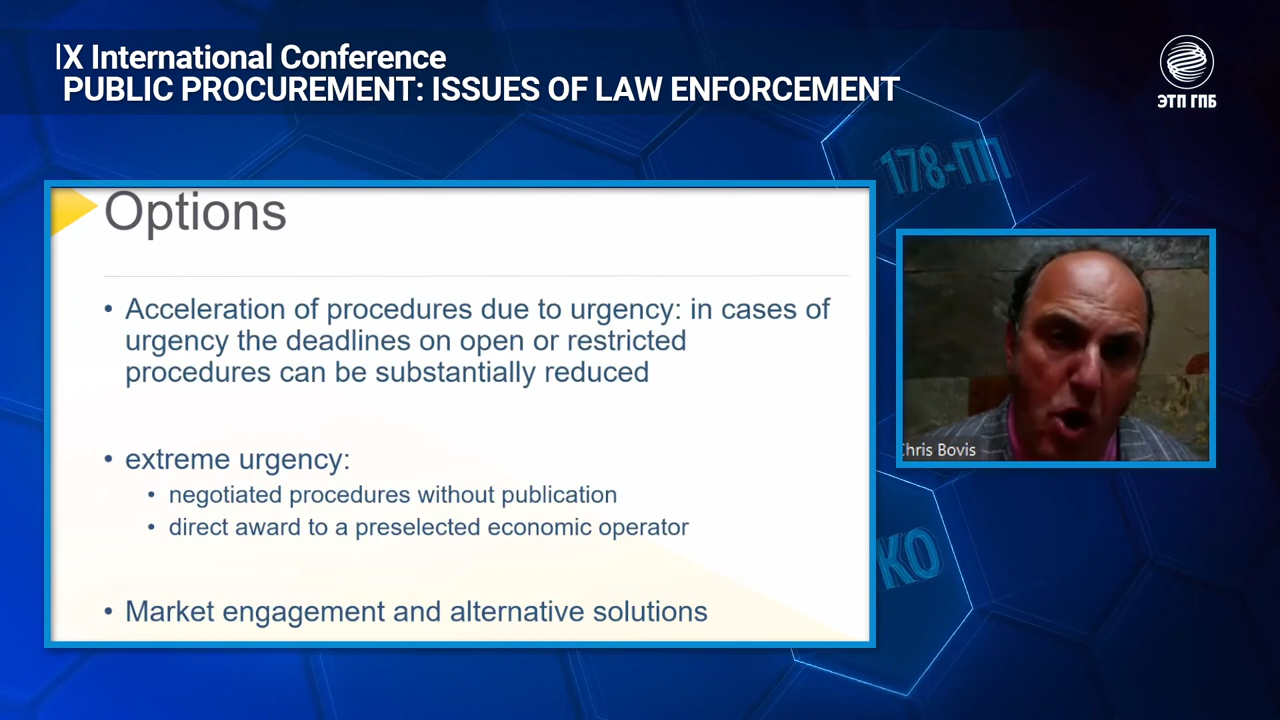 IX International Conference
PUBLIC PROCUREMENT: ISSUES OF LAW ENFORCEMENT
ЭТП ГПБ
178-ПП
Options
• Acceleration of procedures due to urgency: in cases of
urgency the deadlines on open or restricted
procedures can be substantially reduced
• extreme urgency:
• negotiated procedures without publication
• direct award to a preselected economic operator
• Market engagement and alternative solutions
Chris Bovis
КО